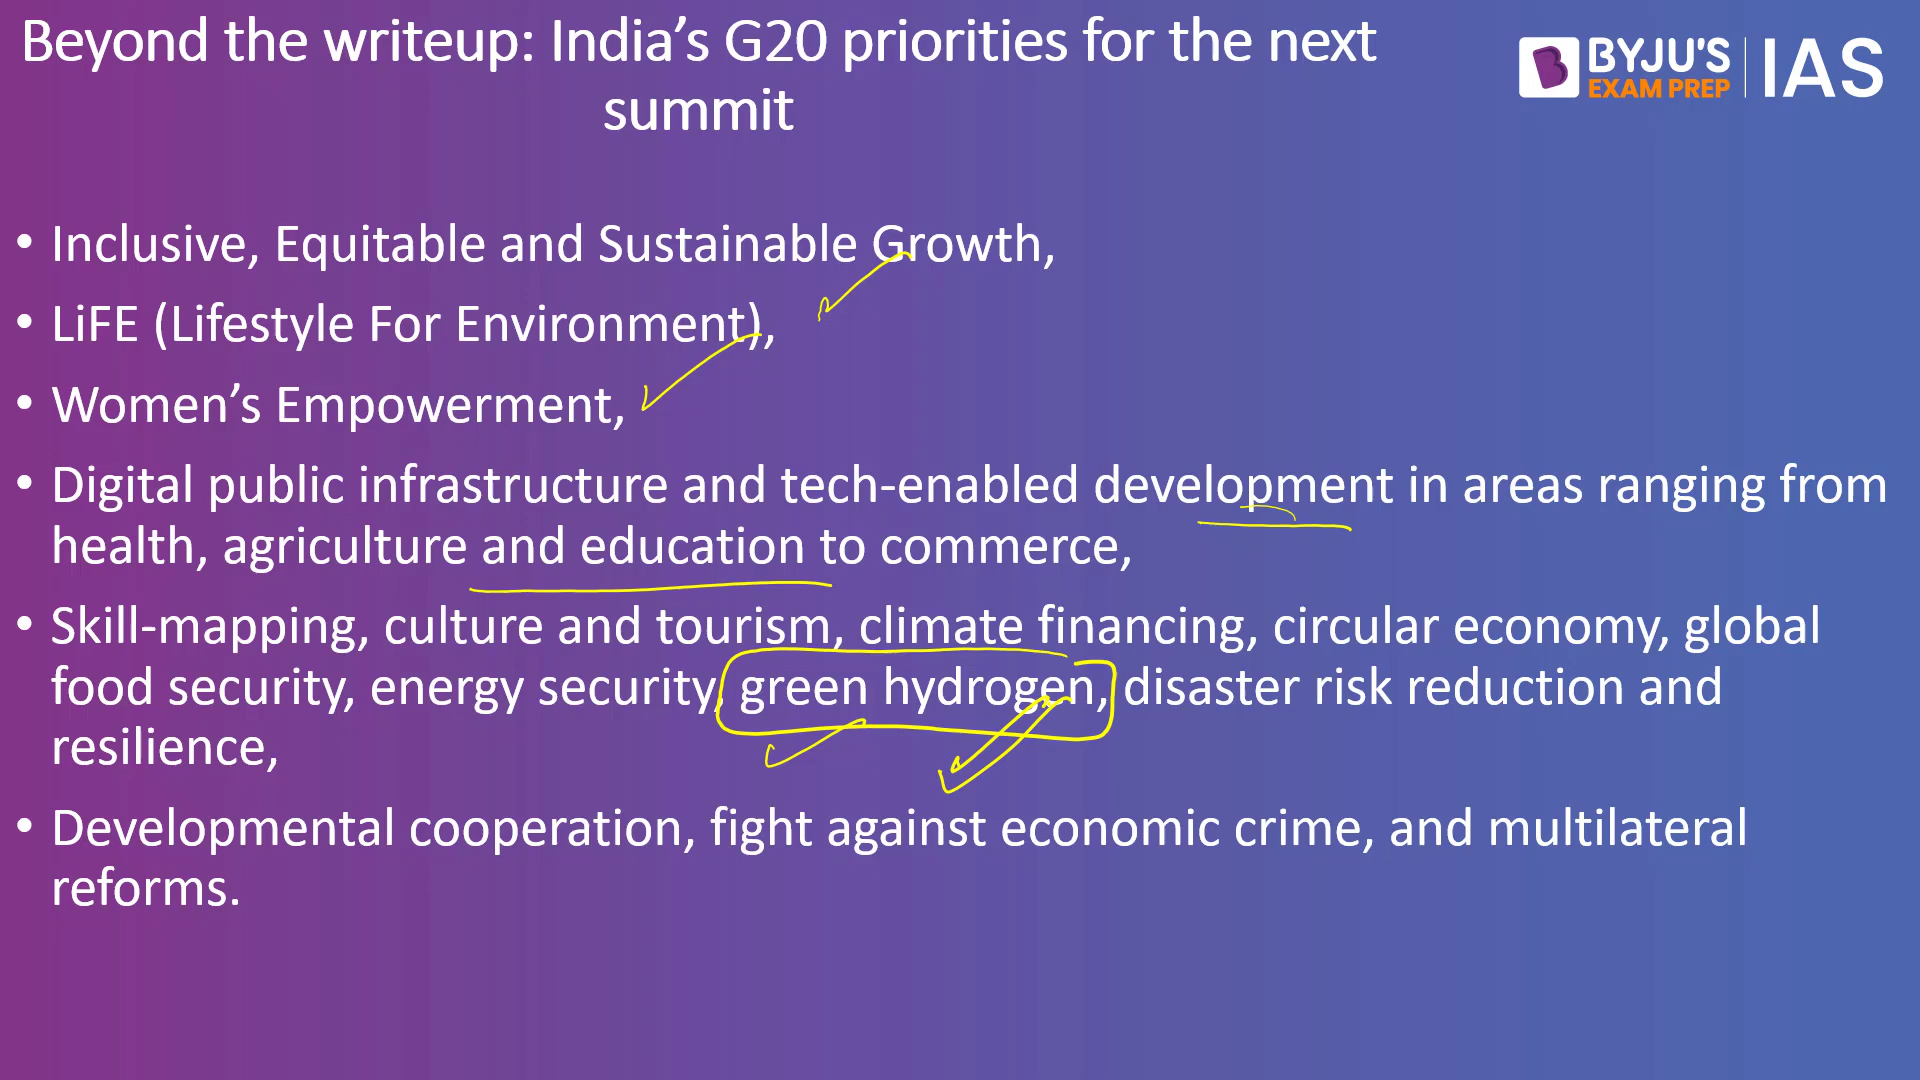 Beyond the writeup: India’s G20 priorities for the next
summit
BYJU'S
EXAM PREP
IAS
• Inclusive, Equitable and Sustainable Growth,
• LiFE (Lifestyle For Environment),
• Women’s Empowerment,
• Digital public infrastructure and tech-enabled development in areas ranging from
health, agriculture and education to commerce,
• Skill-mapping, culture and tourism, climate financing, circular economy, global
food security, energy security, green hydrogen, disaster risk reduction and
resilience,
• Developmental cooperation, fight against economic crime, and multilateral
reforms.